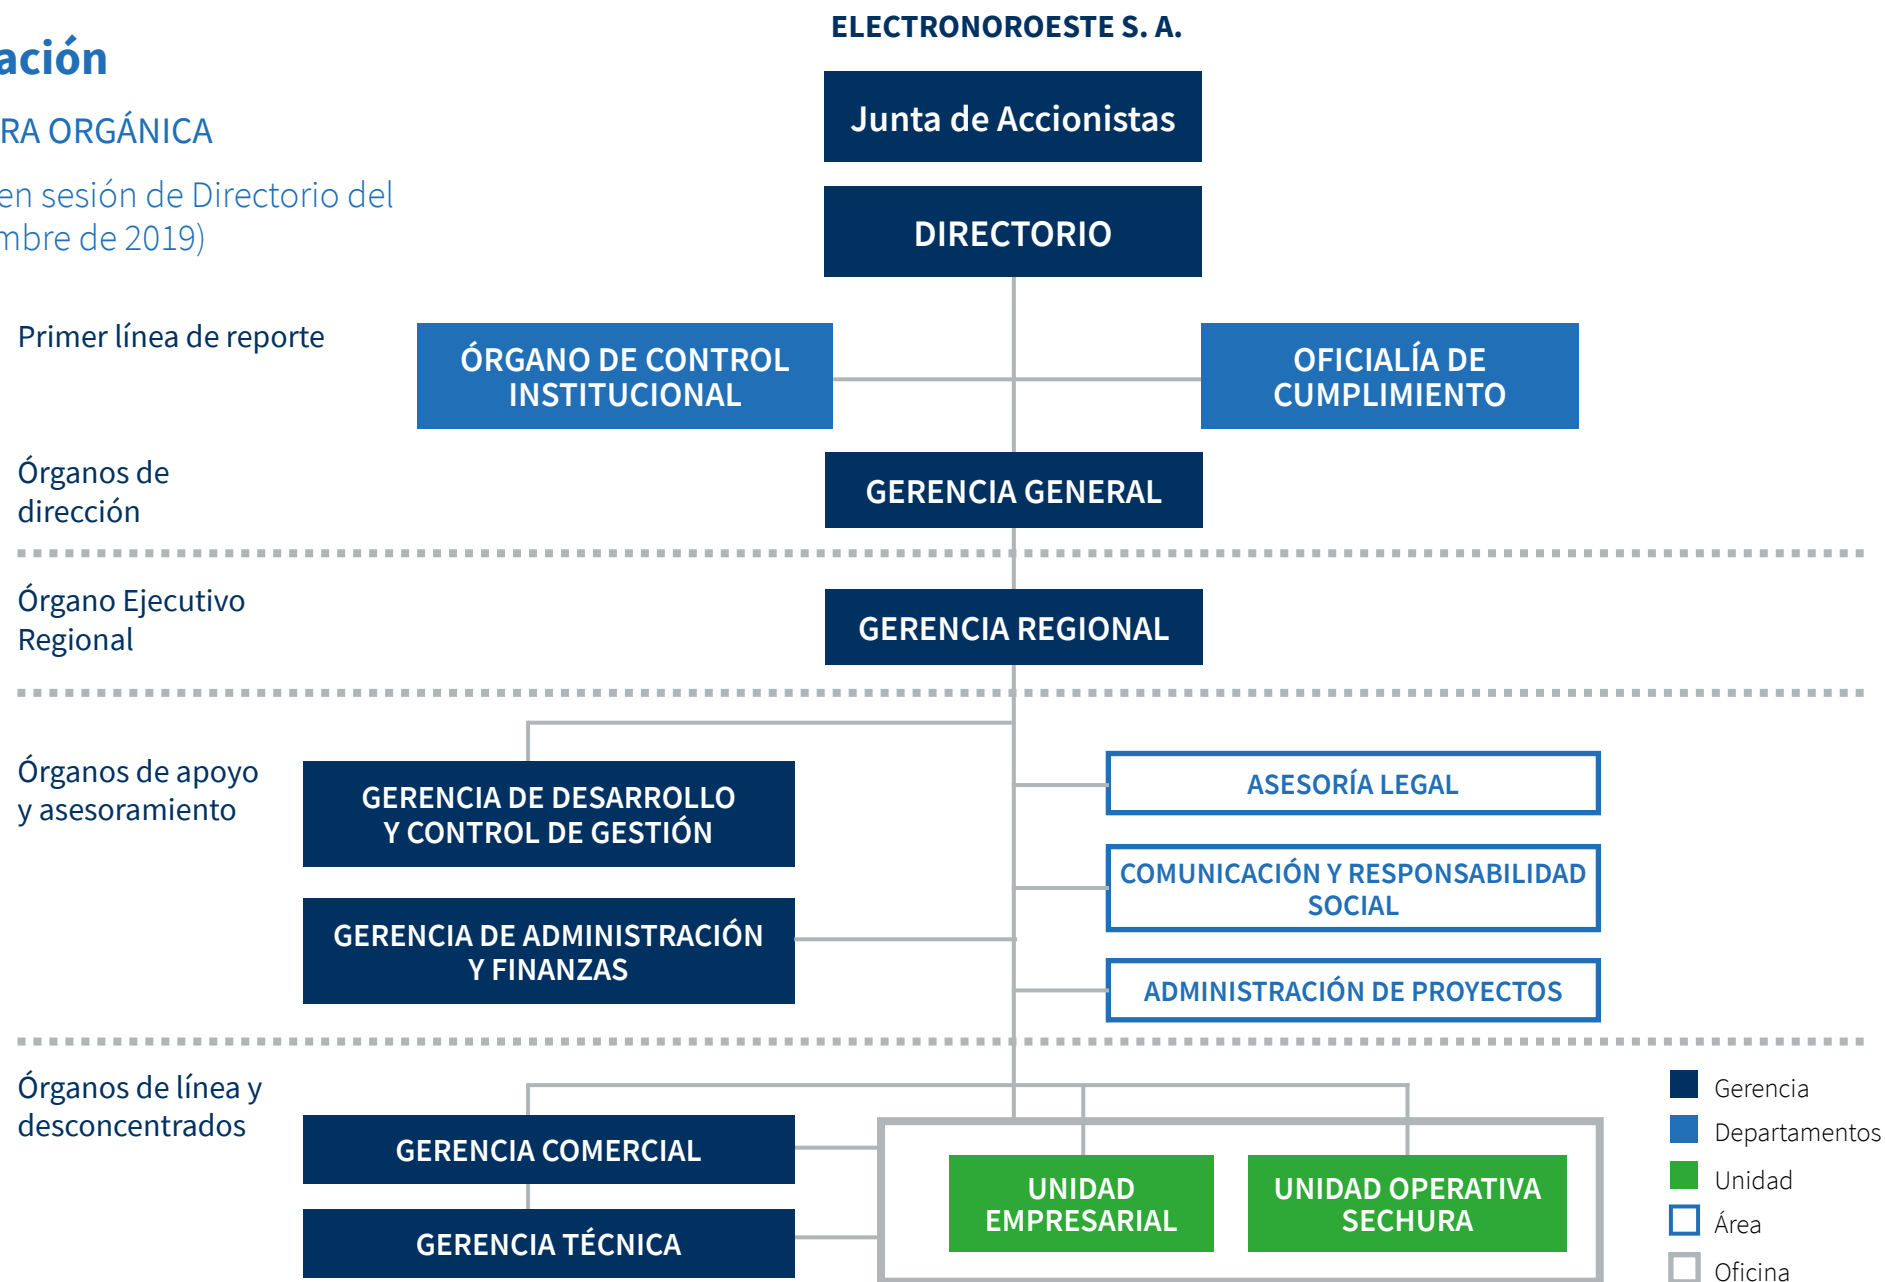 ELECTRONOROESTE S. A.
ación
RA ORGÁNICA
en sesión de Directorio del
mbre de 2019)
Junta de Accionistas
DIRECTORIO
Primer línea de reporte
ÓRGANO DE CONTROL
INSTITUCIONAL
OFICIALÍA DE
CUMPLIMIENTO
Órganos de
dirección
GERENCIA GENERAL
Órgano Ejecutivo
Regional
GERENCIA REGIONAL
Órganos de apoyo
y asesoramiento
GERENCIA DE DESARROLLO
Y CONTROL DE GESTIÓN
GERENCIA DE ADMINISTRACIÓN
Y FINANZAS
ASESORÍA LEGAL
COMUNICACIÓN Y RESPONSABILIDAD
SOCIAL
ADMINISTRACIÓN DE PROYECTOS
Órganos de línea y
desconcentrados
GERENCIA COMERCIAL
GERENCIA TÉCNICA
UNIDAD
EMPRESARIAL
UNIDAD OPERATIVA
SECHURA
Gerencia
Departamentos
Unidad
Área
Oficina